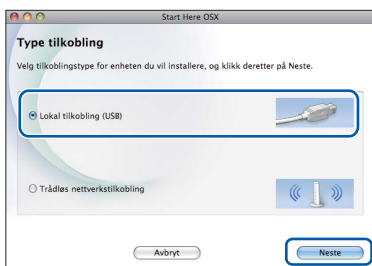 Start Here OSX
Type tilkobling
Velg tilkoblingstype for enheten du vil installere, og klikk deretter på Neste.
Lokal tilkobling (USB)
Trådløs nettverkstilkobling
Avbryt
Neste